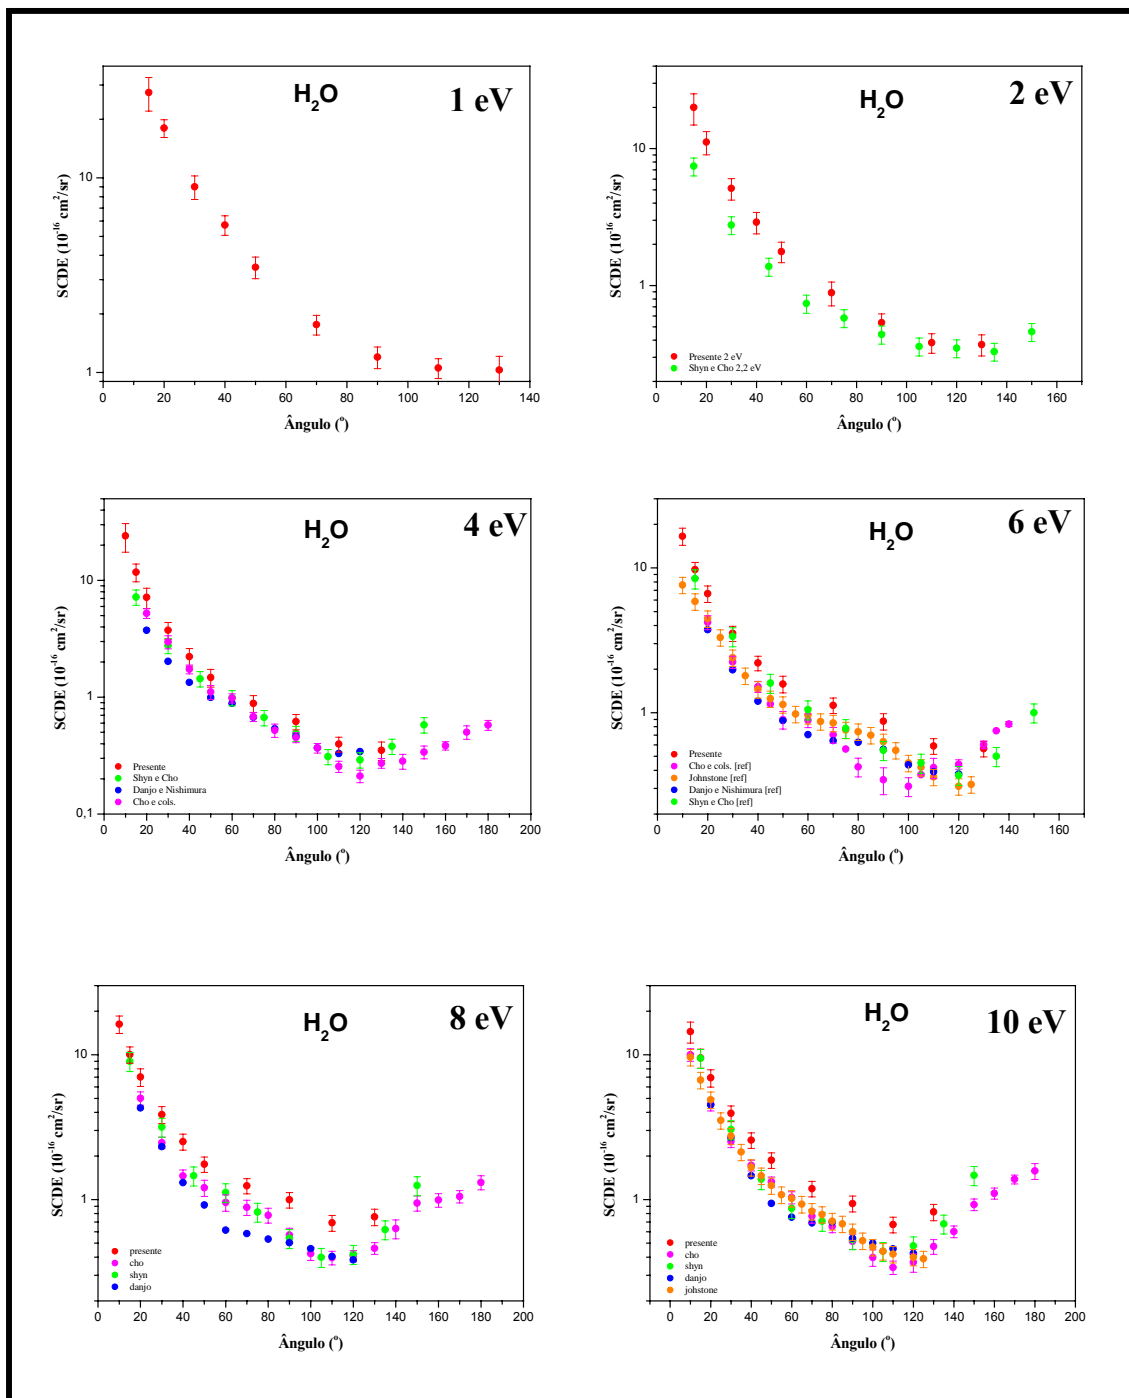 H2O
1 eV
10
1
SCDE (10-16 cm2/sr)
0 20 40 60 80 100 120 140
Ângulo (o)
H2O
2 eV
10
1
SCDE (10-16 cm2/sr)
Presente 2 eV
Shyn e Cho 2,2 eV
0 20 40 60 80 100 120 140 160
Ângulo (o)
H2O
4 eV
10
1
0,1
SCDE (10-16 cm2/sr)
Presente
Shyn e Cho
Danjo e Nishimura
Cho e cols.
0 20 40 60 80 100 120 140 160 180 200
Ângulo (o)
H2O
6 eV
10
1
SCDE (10-16 cm2/sr)
Presente
Cho e cols. [ref]
Johnstone [ref]
Danjo e Nishimura [ref]
Shyn e Cho [ref]
0 20 40 60 80 100 120 140 160
Ângulo (o)
H2O
8 eV
10
1
SCDE (10-16 cm2/sr)
presente
cho
shyn
danjo
0 20 40 60 80 100 120 140 160 180 200
Ângulo (o)
H2O
10 eV
10
1
SCDE (10-16 cm2/sr)
presente
cho
shyn
danjo
johstone
0 20 40 60 80 100 120 140 160 180 200
Ângulo (o)